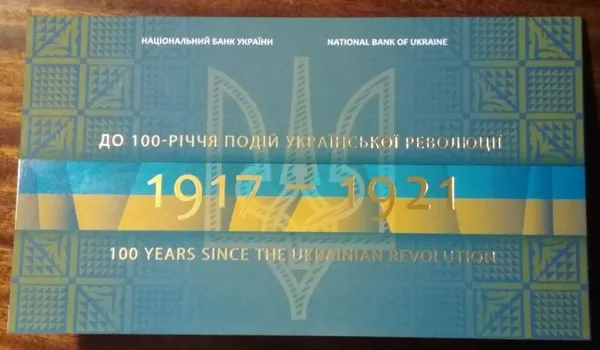 НАЦІОНАЛЬНИЙ БАНК УКРАЇНИ
NATIONAL BANK OF UKRAINE
ДО 100-РІЧЧЯ ПОДІЙ УКРАЇНСЬКОЇ РЕВОЛЮЦІЇ
1917 – 1921
100 YEARS SINCE THE UKRAINIAN REVOLUTION